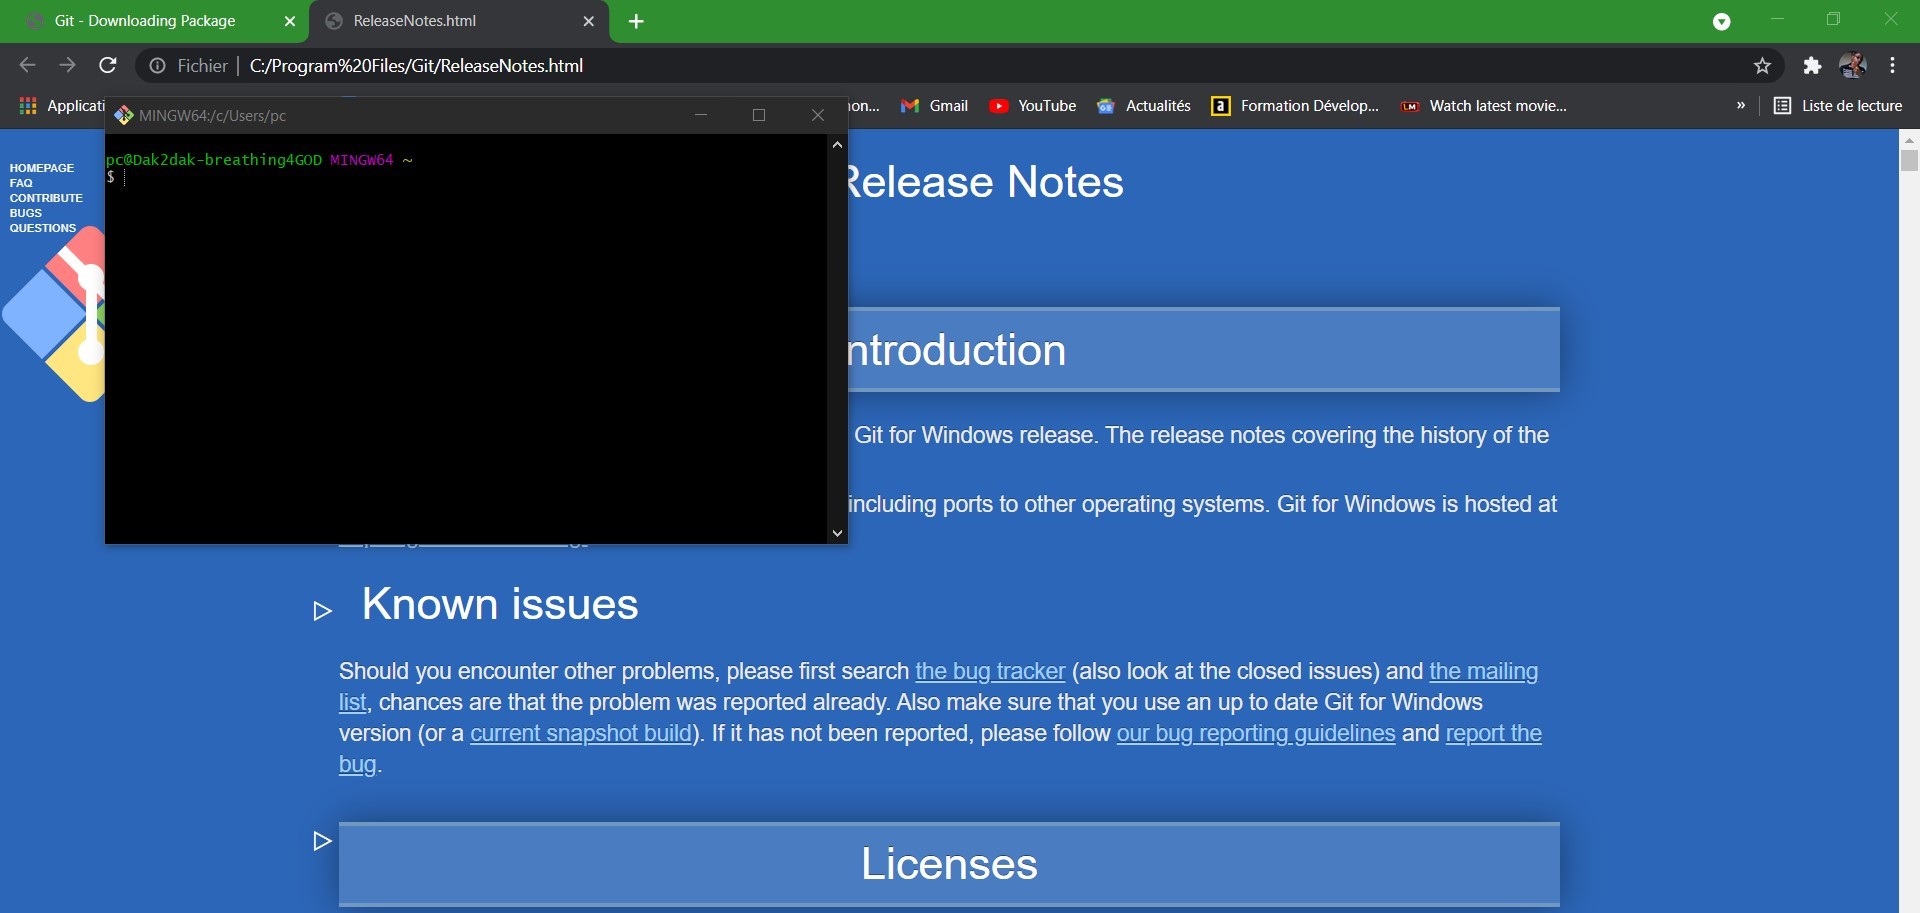 Git - Downloading Package
ReleaseNotes.html
Fichier | C:/Program%20Files/Git/ReleaseNotes.html
Gmail
YouTube
Actualités
Formation Dévelop...
Watch latest movie...
»
Liste de lecture
MINGW64:/c/Users/pc
pc@Dak2dak-breathing4GOD MINGW64 ~
$
HOMEPAGE
FAQ
CONTRIBUTE
BUGS
QUESTIONS
Release Notes
ntroduction
Git for Windows release. The release notes covering the history of the
including ports to other operating systems. Git for Windows is hosted at
Known issues
Should you encounter other problems, please first search the bug tracker (also look at the closed issues) and the mailing
list, chances are that the problem was reported already. Also make sure that you use an up to date Git for Windows
version (or a current snapshot build). If it has not been reported, please follow our bug reporting guidelines and report the
bug.
Licenses